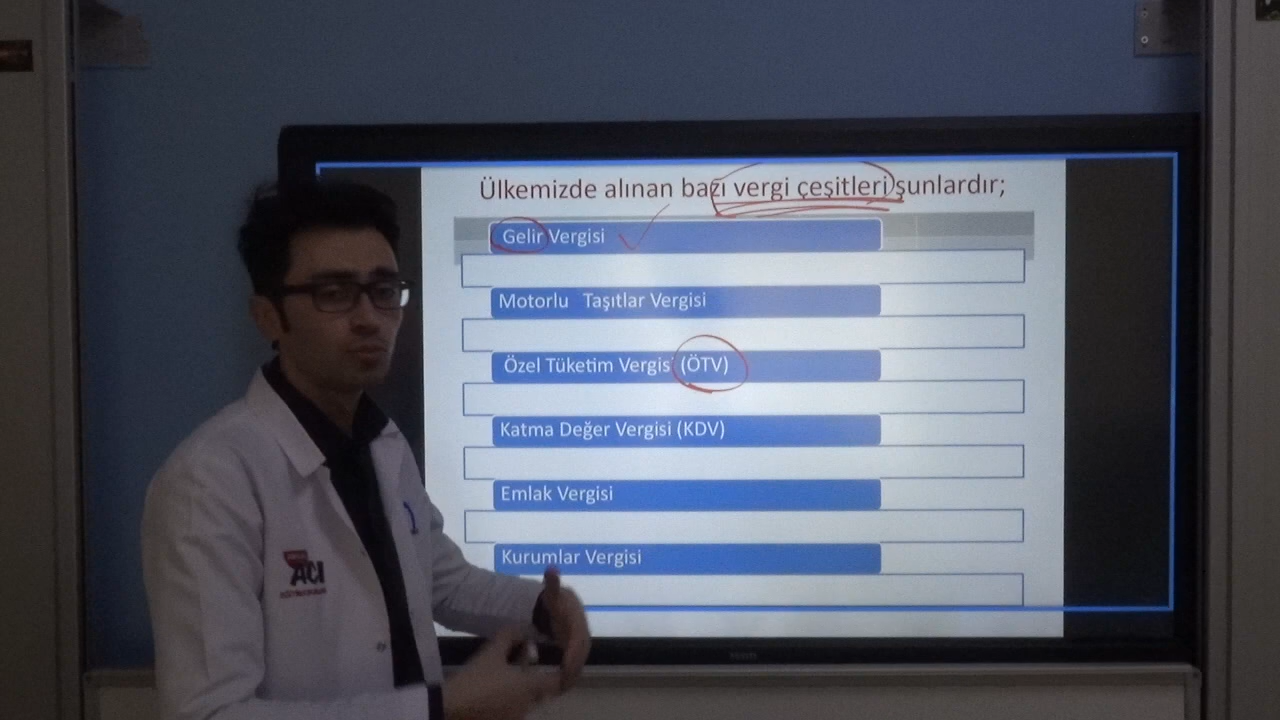 Ülkemizde alınan bazı vergi çeşitleri şunlardır;
Gelir Vergisi
Motorlu Taşıtlar Vergisi
Özel Tüketim Vergisi (ÖTV)
Katma Değer Vergisi (KDV)
Emlak Vergisi
Kurumlar Vergisi
AÇI